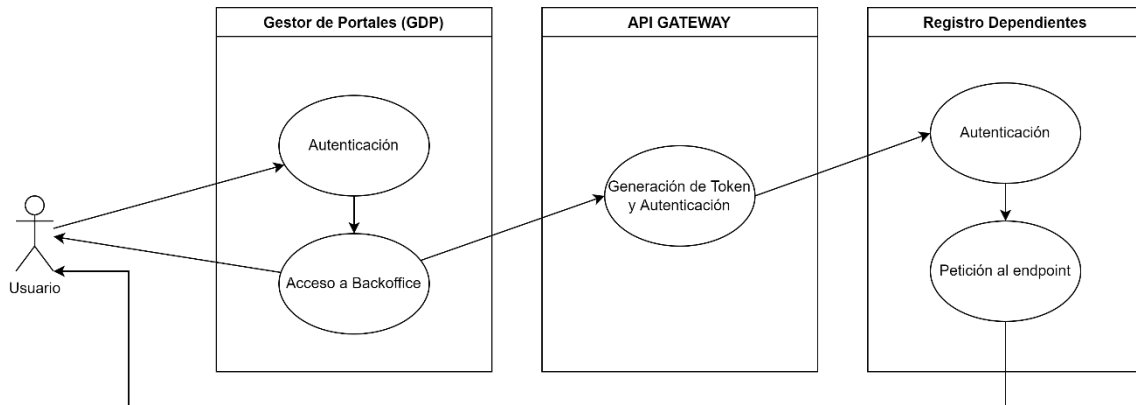 Gestor de Portales (GDP)
API GATEWAY
Registro Dependientes
Autenticación
Autenticación
Generación de Token
y Autenticación
Acceso a Backoffice
Petición al endpoint
Usuario